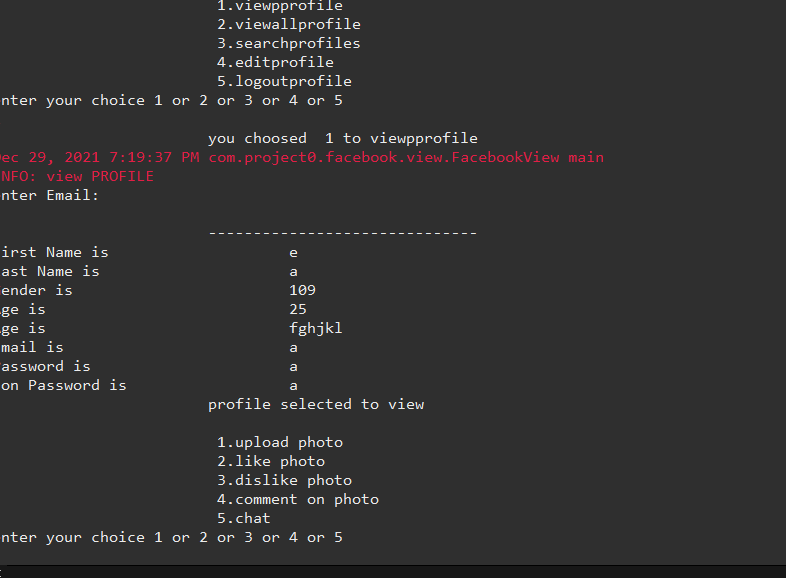 1.viewpprofile
2.viewallprofile
3.searchprofiles
4.editprofile
5.logoutprofile
nter your choice 1 or 2 or 3 or 4 or 5
you choosed  1 to viewpprofile
ec 29, 2021 7:19:37 PM com.project0.facebook.view.FacebookView main
NFO: view PROFILE
nter Email:
------------------------------
irst Name is e
ast Name is a
ender is 109
ge is 25
ge is fghjkl
mail is a
assword is a
on Password is a
profile selected to view
1.upload photo
2.like photo
3.dislike photo
4.comment on photo
5.chat
nter your choice 1 or 2 or 3 or 4 or 5